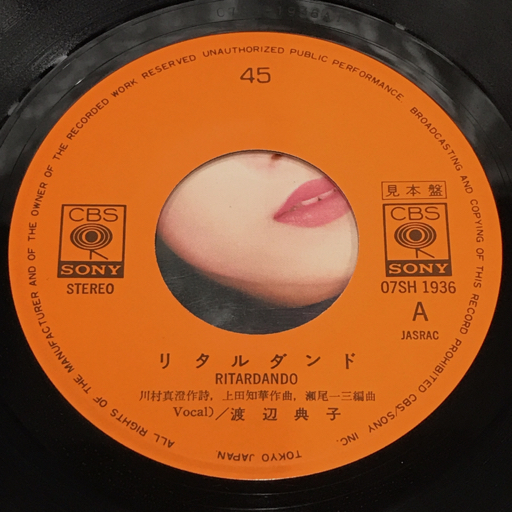 ALL RIGHTS OF THE MANUFACTURER AND OF THE OWNER OF THE RECORDED WORK RESERVED UNAUTHORIZED PUBLIC PERFORMANCE. BROADCASTING AND COPYING OF THIS RECORD PROHIBITED CBS/SONY INC. TOKYO JAPAN.
45
見本盤
CBS
SONY
STEREO
CBS
SONY
07SH 1936
A
JASRAC
リタルダンド
RITARDANDO
川村真澄作詩, 上田知華作曲, 瀬尾一三編曲
Vocal)/渡辺典子